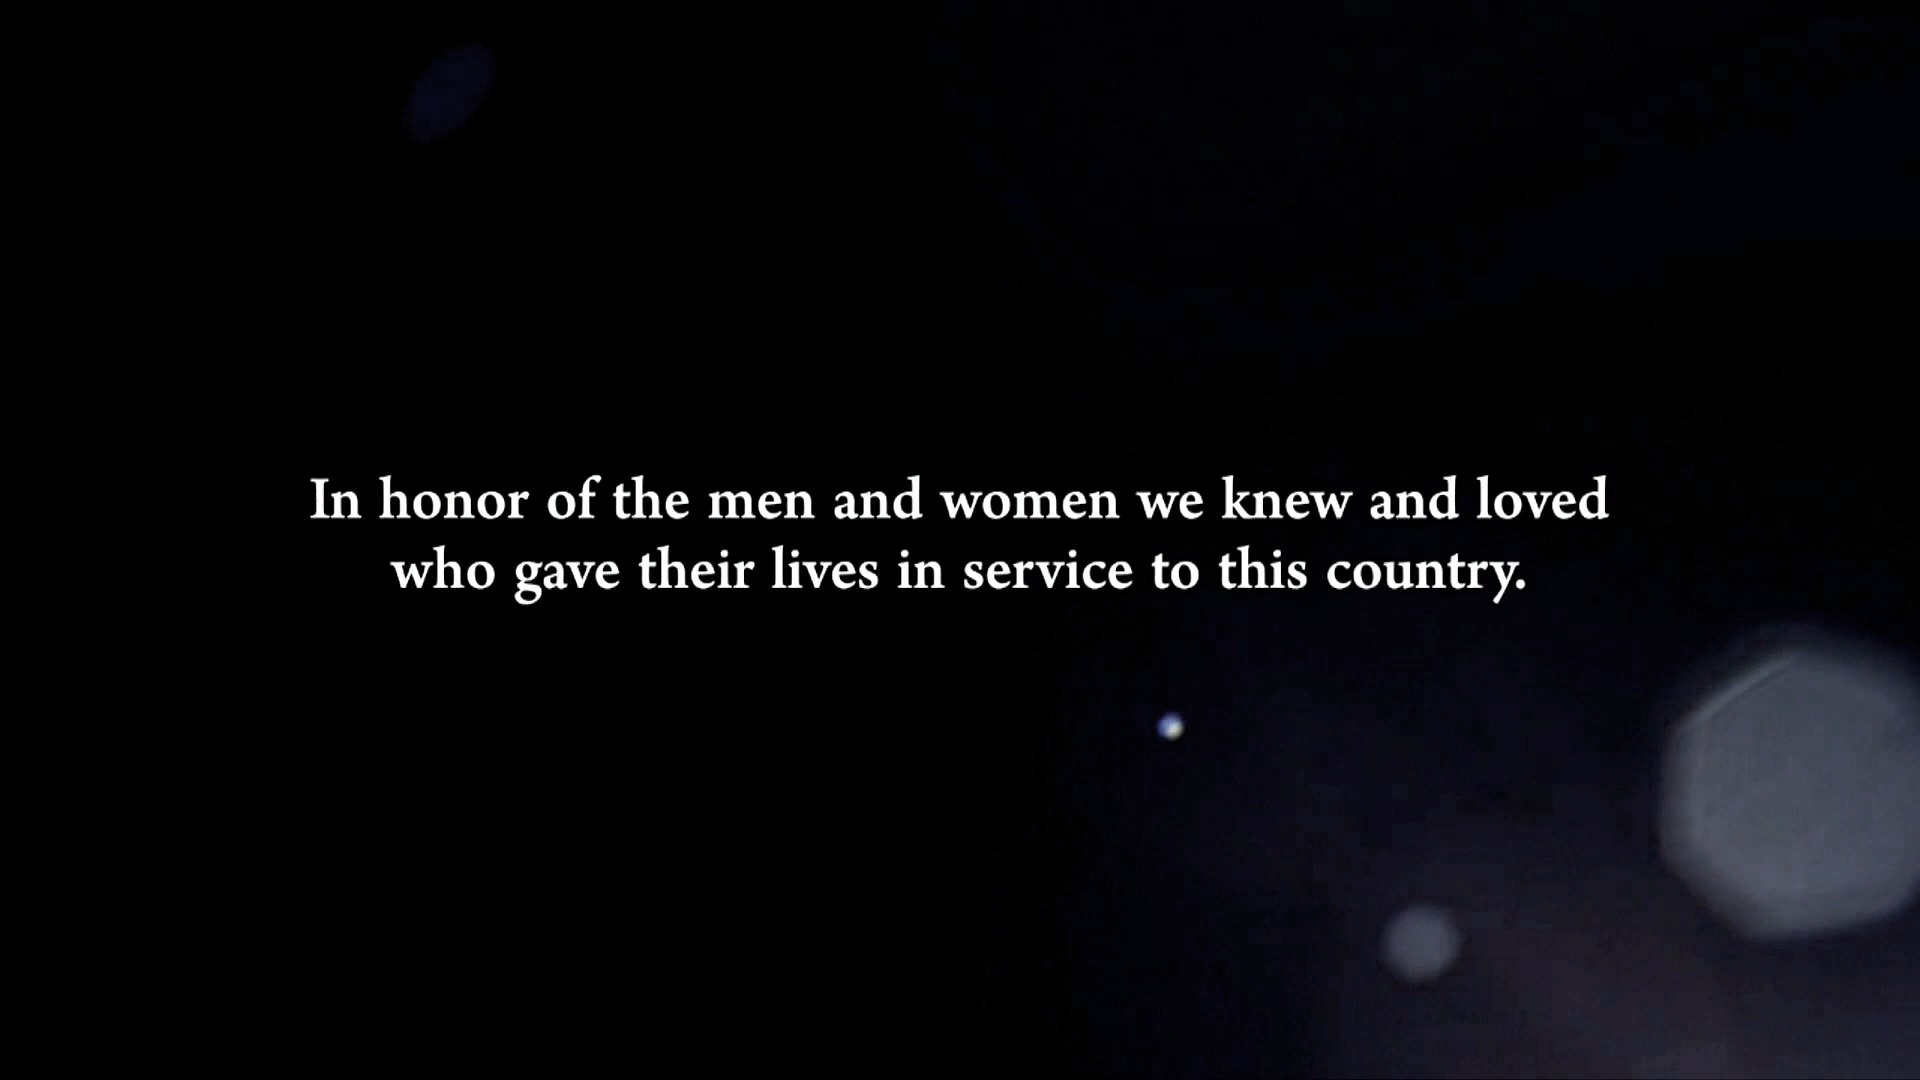 In honor of the men and women we knew and loved
who gave their lives in service to this country.